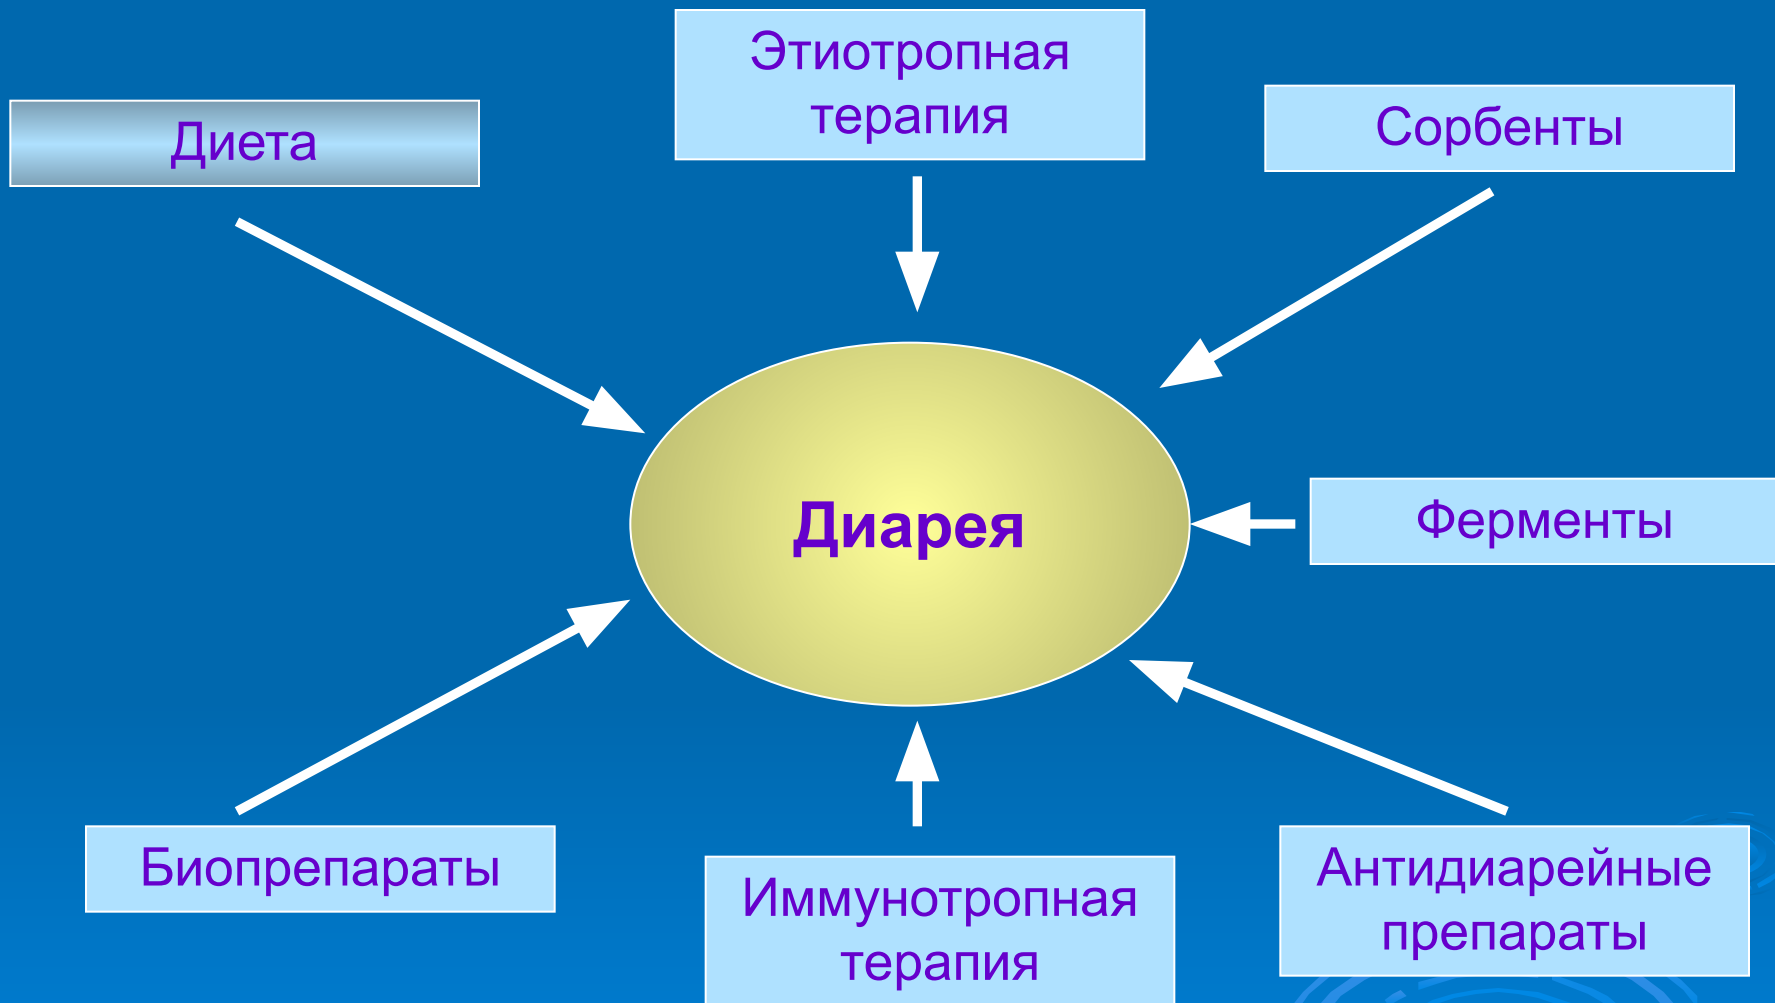 Этиотропная
терапия
Диета
Сорбенты
Диарея
Ферменты
Биопрепараты
Иммунотропная
терапия
Антидиарейные
препараты